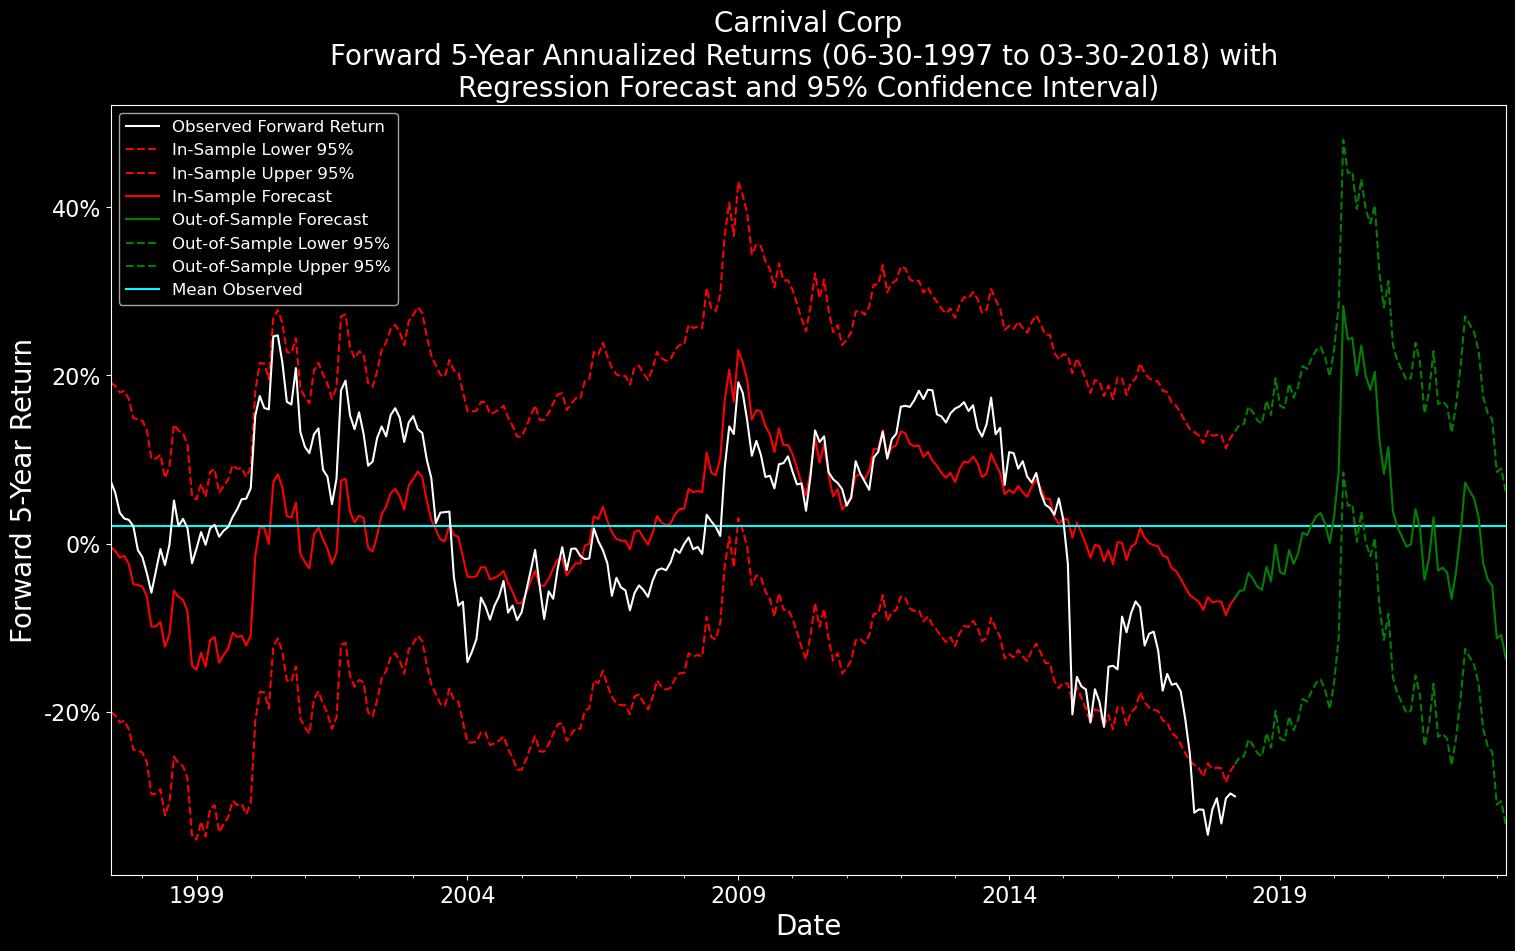 Carnival Corp
Forward 5-Year Annualized Returns (06-30-1997 to 03-30-2018) with
Regression Forecast and 95% Confidence Interval)
Observed Forward Return
In-Sample Lower 95%
In-Sample Upper 95%
In-Sample Forecast
Out-of-Sample Forecast
Out-of-Sample Lower 95%
Out-of-Sample Upper 95%
Mean Observed
Forward 5-Year Return
40%
20%
0%
-20%
1999
2004
2009
2014
2019
Date